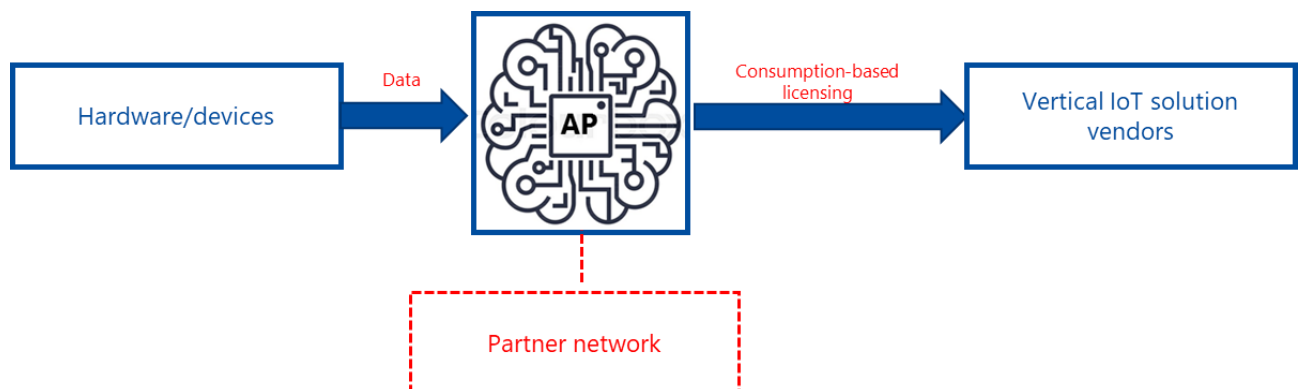 Hardware/devices
Data
AP
Consumption-based
licensing
Vertical IoT solution
vendors
Partner network